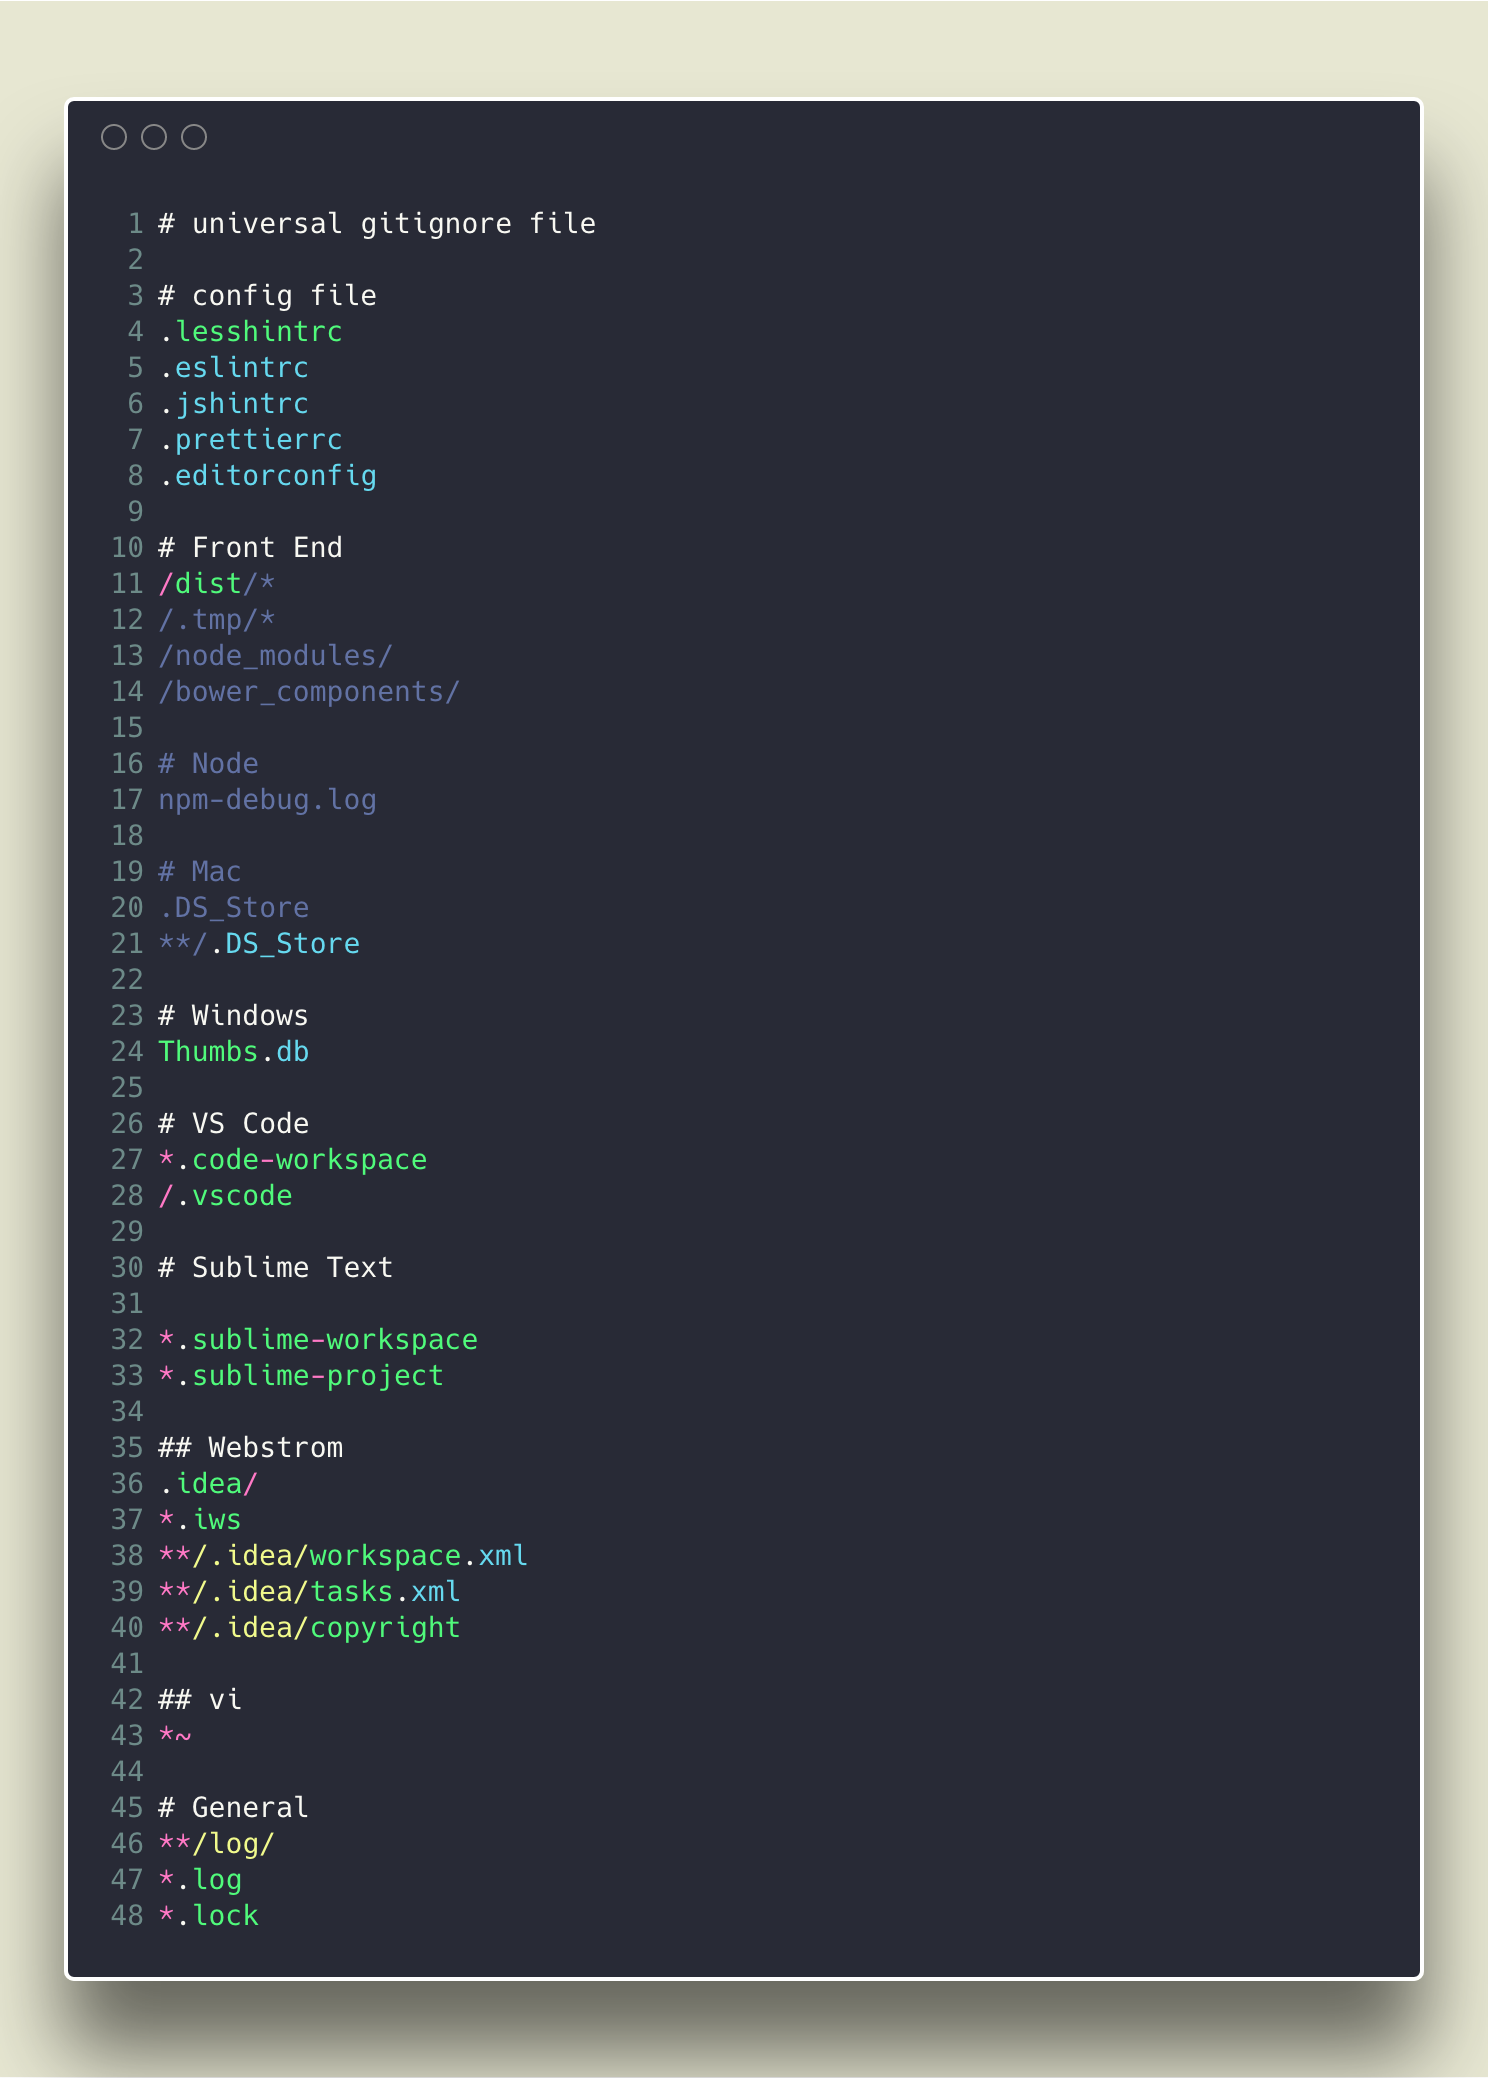 1 # universal gitignore file
2
3 # config file
4 .lesshintrc
5 .eslintrc
6 .jshintrc
7 .prettierrc
8 .editorconfig
9
10 # Front End
11 /dist/*
12 /.tmp/*
13 /node_modules/
14 /bower_components/
15
16 # Node
17 npm-debug.log
18
19 # Mac
20 .DS_Store
21 **/.DS_Store
22
23 # Windows
24 Thumbs.db
25
26 # VS Code
27 *.code-workspace
28 /.vscode
29
30 # Sublime Text
31
32 *.sublime-workspace
33 *.sublime-project
34
35 ## Webstrom
36 .idea/
37 *.iws
38 **/.idea/workspace.xml
39 **/.idea/tasks.xml
40 **/.idea/copyright
41
42 ## vi
43 *~
44
45 # General
46 **/log/
47 *.log
48 *.lock